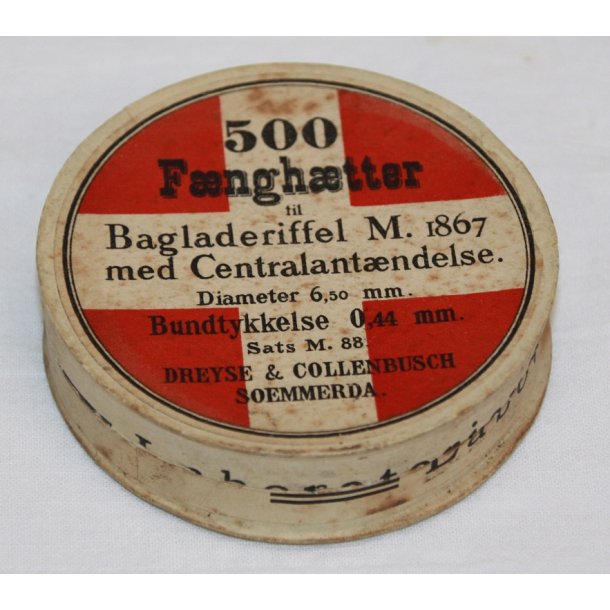 500
Fænghætter
til
Bagladeriffel M. 1867
med Centralantændelse.
Diameter 6,50 mm.
Bundtykkelse 0,44 mm.
Sats M. 88.
DREYSE & COLLENBUSCH
SOEMMERDA.